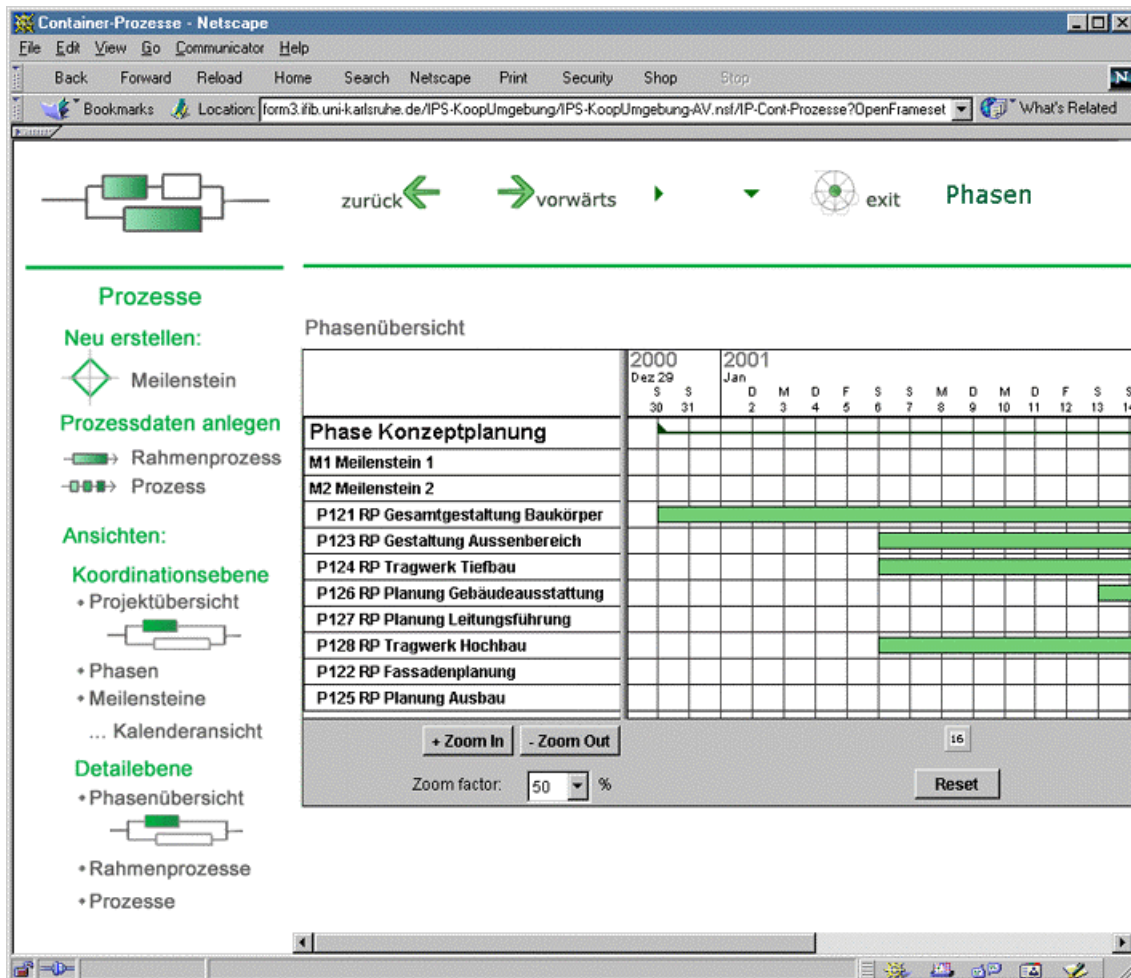 Container-Prozesse - Netscape
File Edit View Go Communicator Help
Back Forward Reload Home Search Netscape Print Security Shop Stop N
Bookmarks Location: form3.ifib.uni-karlsruhe.de/IPS-KoopUmgebung/IPS-KoopUmgebung-AV.nsf/IP-Cont-Prozesse?OpenFrameset What's Related
zurück vorwärts exit Phasen
Prozesse
Neu erstellen:
Meilenstein
Prozessdaten anlegen
Rahmenprozess
Prozess
Ansichten:
Koordinationsebene
Projektübersicht
Phasen
Meilensteine
... Kalenderansicht
Detailebene
Phasenübersicht
Rahmenprozesse
Prozesse
Phasenübersicht
2000 2001
Dez 29 Jan
S S D M D F S S M D M D F S S
30 31 2 3 4 5 6 7 8 9 10 11 12 13 14
Phase Konzeptplanung
M1 Meilenstein 1
M2 Meilenstein 2
P121 RP Gesamtgestaltung Baukörper
P123 RP Gestaltung Aussenbereich
P124 RP Tragwerk Tiefbau
P126 RP Planung Gebäudeausstattung
P127 RP Planung Leitungsführung
P128 RP Tragwerk Hochbau
P122 RP Fassadenplanung
P125 RP Planung Ausbau
+ Zoom In - Zoom Out 16
Zoom factor: 50 % Reset